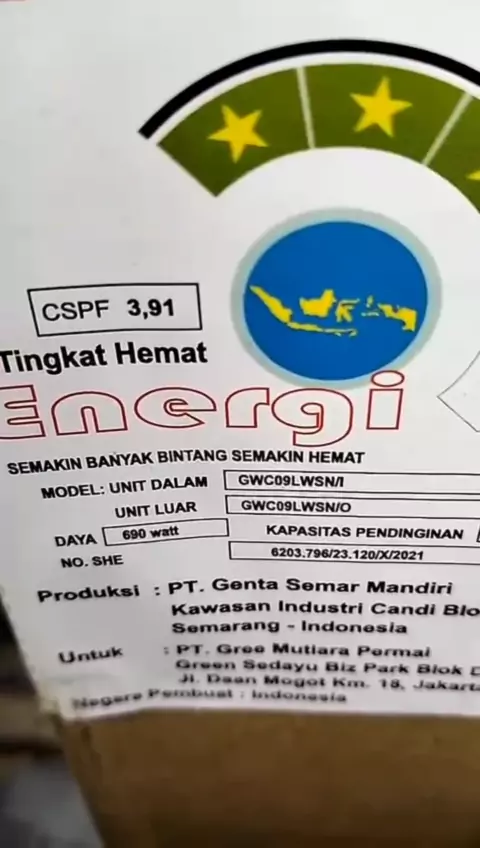 CSPF 3,91
Tingkat Hemat
Energi
SEMAKIN BANYAK BINTANG SEMAKIN HEMAT
MODEL: UNIT DALAM GWC09LWSN/I
UNIT LUAR GWC09LWSN/O
DAYA 690 watt KAPASITAS PENDINGINAN
NO. SHE 6203.796/23.120/X/2021
Produksi : PT. Genta Semar Mandiri
Kawasan Industri Candi Blo
Semarang - Indonesia
Untuk : PT. Gree Mutiara Permai
Green Sedayu Biz Park Blok D
Jl. Daan Mogot Km. 18, Jakarta
Negara Pembuat : Indonesia